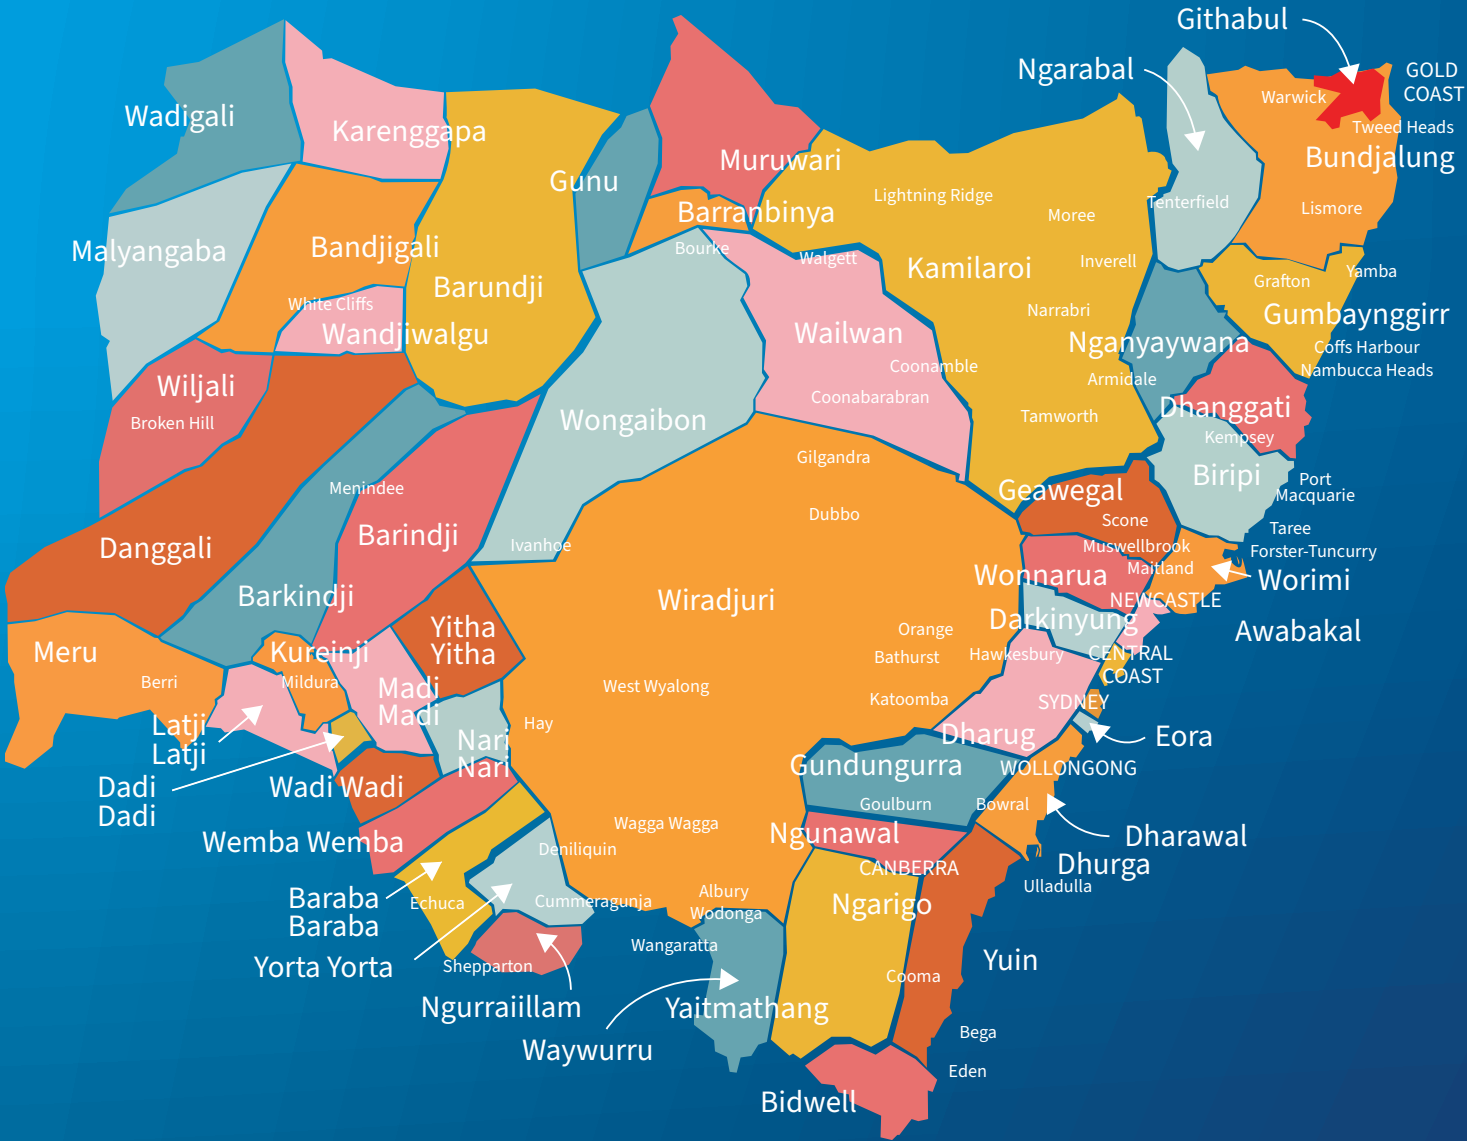 Githabul
Ngarabal
GOLD
COAST
Warwick
Tweed Heads
Wadigali
Karenggapa
Muruwari
Bundjalung
Gunu
Lightning Ridge
Tenterfield
Lismore
Barranbinya
Moree
Malyangaba
Bandjigali
Bourke
Walgett
Kamilaroi
Inverell
Yamba
Grafton
Barundji
White Cliffs
Narrabri
Gumbaynggirr
Wandjiwalgu
Wailwan
Nganyaywana
Coffs Harbour
Coonamble
Nambucca Heads
Wiljali
Armidale
Coonabarabran
Dhanggati
Broken Hill
Wongaibon
Tamworth
Kempsey
Gilgandra
Biripi
Port
Macquarie
Menindee
Geawegal
Dubbo
Scone
Taree
Barindji
Danggali
Ivanhoe
Muswellbrook
Forster-Tuncurry
Wonnarua
Maitland
Worimi
Barkindji
Wiradjuri
NEWCASTLE
Darkinyung
Yitha
Yitha
Orange
Awabakal
Meru
Kureinji
Bathurst
Hawkesbury
CENTRAL
COAST
Berri
Mildura
Madi
Madi
West Wyalong
Katoomba
SYDNEY
Latji
Latji
Hay
Nari
Nari
Dharug
Eora
Gundungurra
WOLLONGONG
Dadi
Dadi
Wadi Wadi
Goulburn
Bowral
Wemba Wemba
Wagga Wagga
Ngunawal
Dharawal
Deniliquin
CANBERRA
Dhurga
Ulladulla
Baraba
Baraba
Echuca
Cummeragunja
Albury
Wodonga
Ngarigo
Yorta Yorta
Shepparton
Wangaratta
Cooma
Yuin
Ngurraiillam
Yaitmathang
Waywurru
Bega
Eden
Bidwell